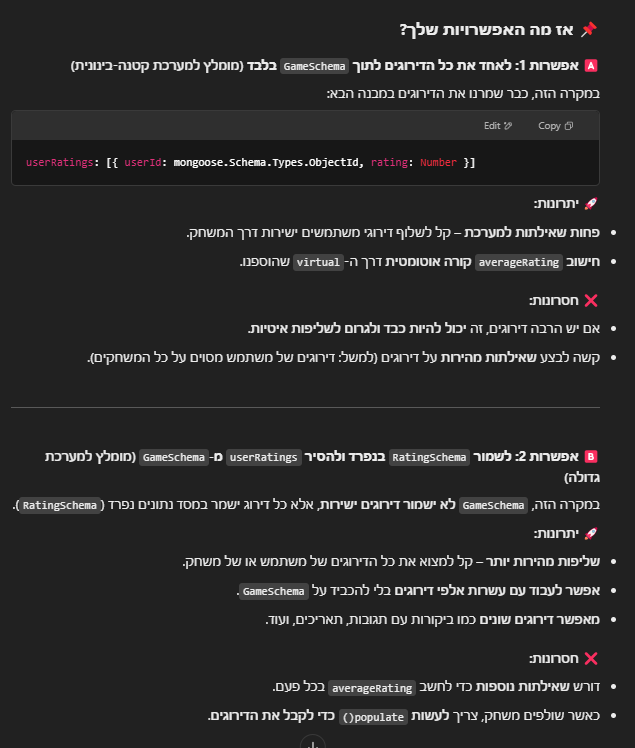 📌 אז מה האפשרויות שלך?
🅰 אפשרות 1: לאחד את כל הדירוגים לתוך GameSchema בלבד (מומלץ למערכת קטנה-בינונית)
במקרה הזה, כבר שמרנו את הדירוגים במבנה הבא:
Copy Edit
userRatings: [{ userId: mongoose.Schema.Types.ObjectId, rating: Number }]
🚀 יתרונות:
• פחות שאילתות למערכת – קל לשלוף דירוגי משתמשים ישירות דרך המשחק.
• חישוב averageRating קורה אוטומטית דרך ה-virtual שהוספנו.
❌ חסרונות:
• אם יש הרבה דירוגים, זה יכול להיות כבד ולגרום לשליפות איטיות.
• קשה לבצע שאילתות מהירות על דירוגים (למשל: דירוגים של משתמש מסוים על כל המשחקים).
🅱 אפשרות 2: לשמור RatingSchema בנפרד ולהסיר userRatings מ-GameSchema (מומלץ למערכת
גדולה)
במקרה הזה, GameSchema לא ישמור דירוגים ישירות, אלא כל דירוג ישמר במסד נתונים נפרד (RatingSchema).
🚀 יתרונות:
• שליפות מהירות יותר – קל למצוא את כל הדירוגים של משתמש או של משחק.
• אפשר לעבוד עם עשרות אלפי דירוגים בלי להכביד על GameSchema.
• מאפשר דירוגים שונים כמו ביקורות עם תגובות, תאריכים, ועוד.
❌ חסרונות:
• דורש שאילתות נוספות כדי לחשב averageRating בכל פעם.
• כאשר שולפים משחק, צריך לעשות populate() כדי לקבל את הדירוגים.